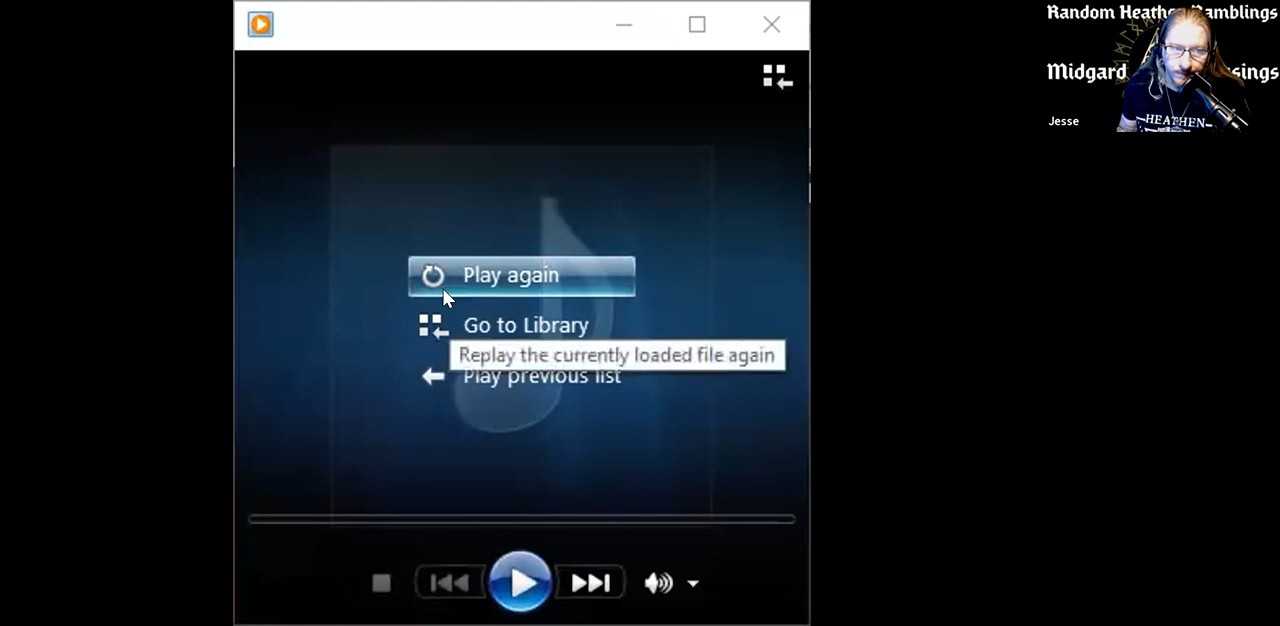 Random Heathen Ramblings
Midgard Musings
Jesse
HEATHEN
Play again
Go to Library
Replay the currently loaded file again
Play previous list